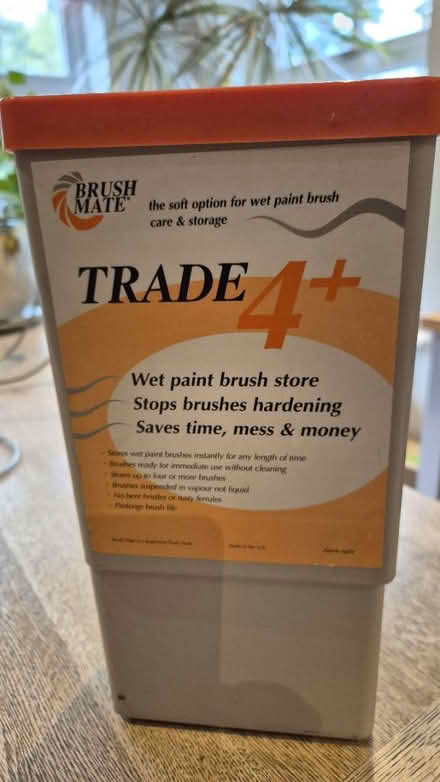 BRUSH
MATE
the soft option for wet paint brush
care & storage
TRADE 4+
Wet paint brush store
Stops brushes hardening
Saves time, mess & money
Stores wet paint brushes instantly for any length of time
Brushes ready for immediate use without cleaning
Stores up to four or more brushes
Brushes suspended in vapour not liquid
No bent bristles or nasty ferrules
Prolongs brush life